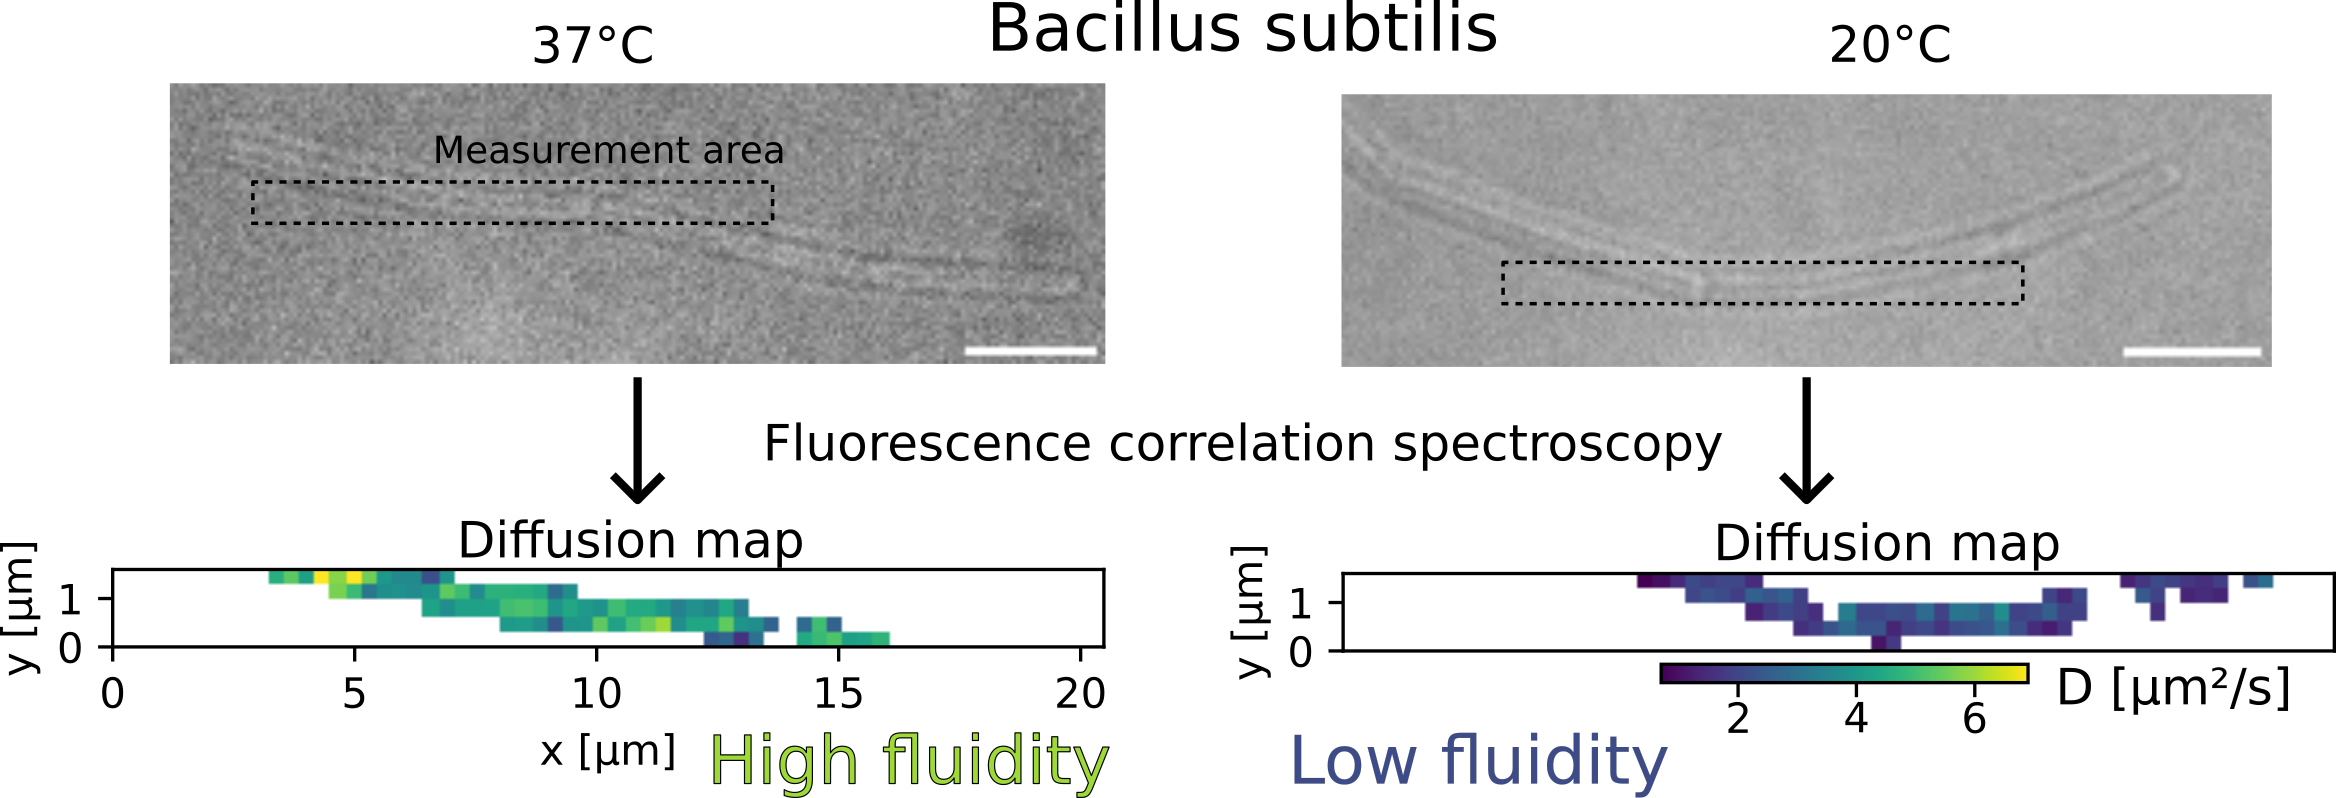 Bacillus subtilis
37°C
20°C
Measurement area
Fluorescence correlation spectroscopy
Diffusion map
y [μm]
1
0
0 5 10 15 20
x [μm]
High fluidity
Diffusion map
y [μm]
1
0
D [μm²/s]
2 4 6
Low fluidity